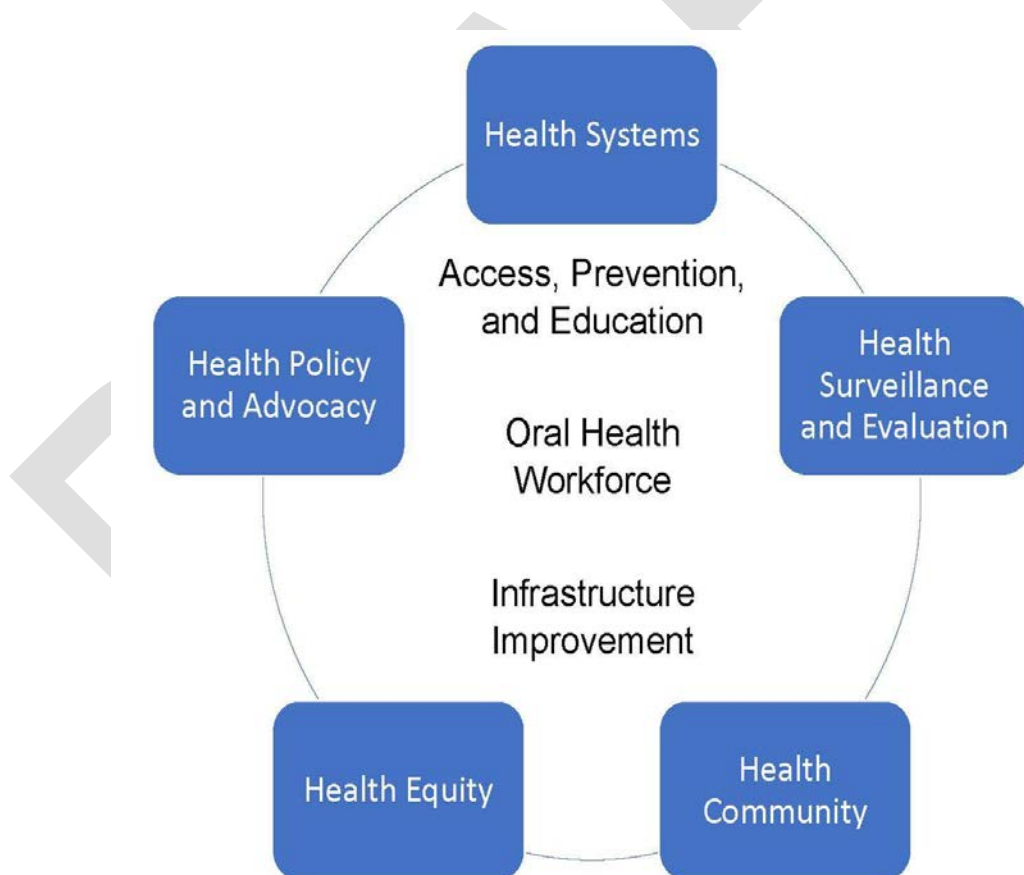 Health Systems
Access, Prevention,
and Education
Health Policy
and Advocacy
Health
Surveillance
and Evaluation
Oral Health
Workforce
Infrastructure
Improvement
Health Equity
Health
Community